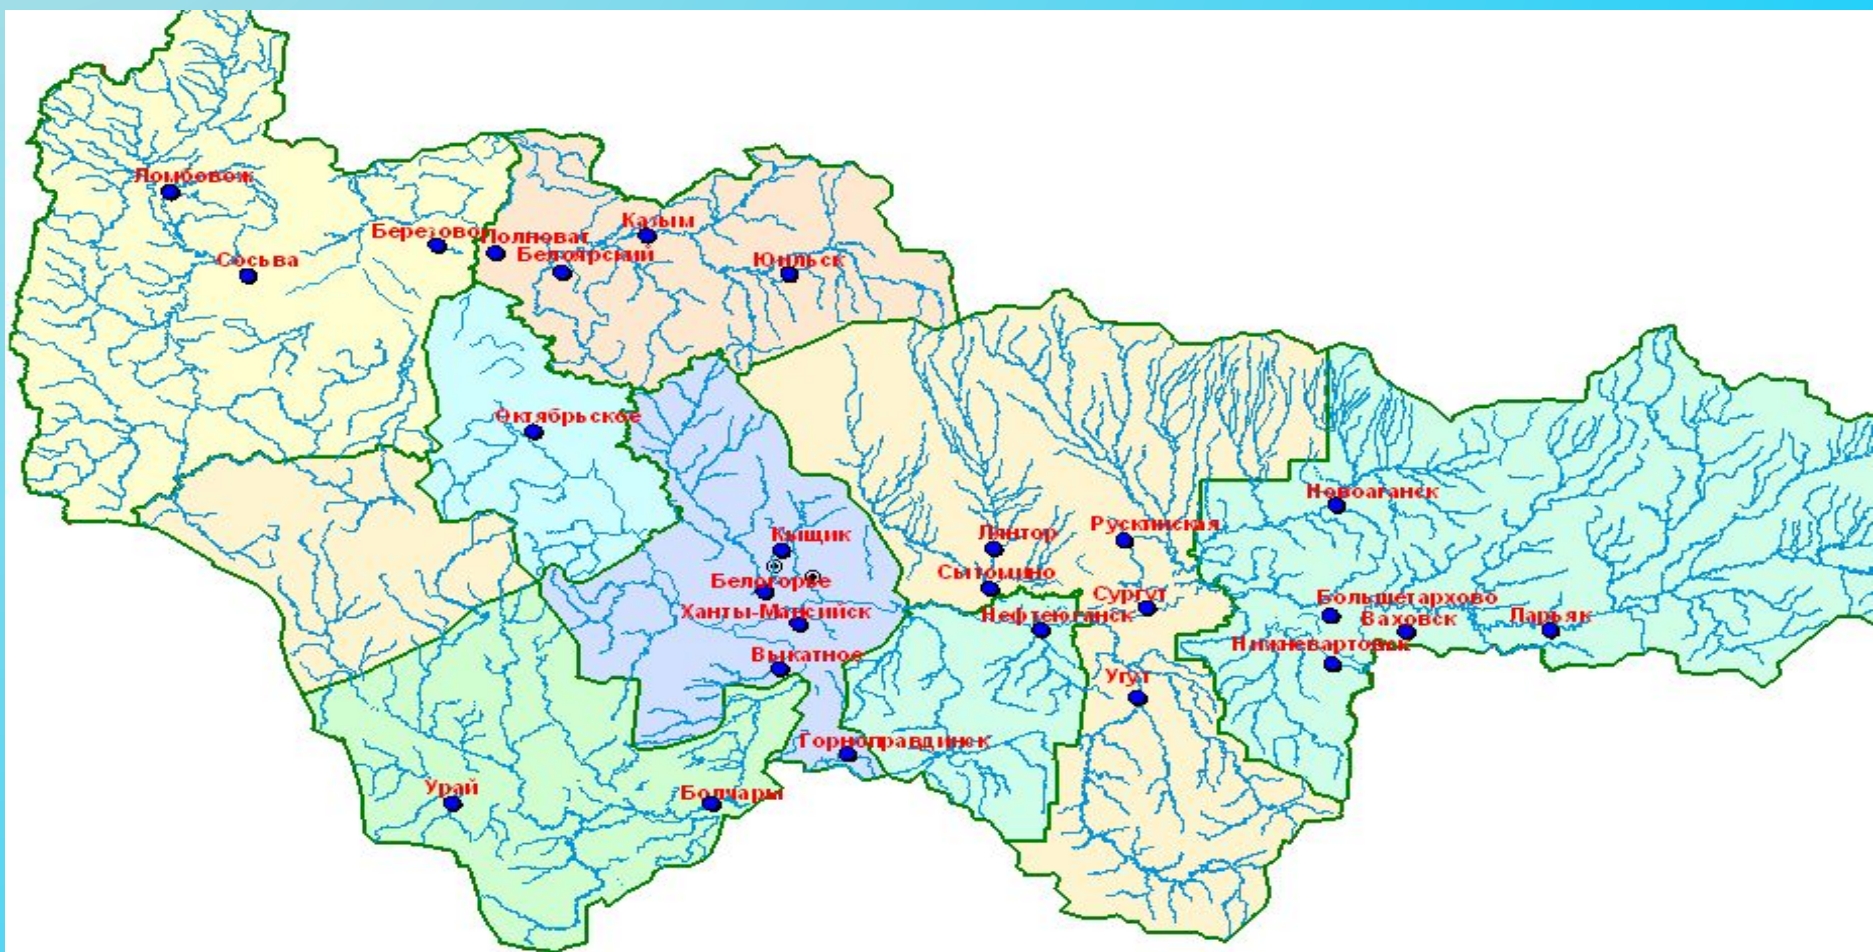 Ломбовож
Казым
Березово
Полноват
Белоярский
Сосьва
Юильск
Октябрьское
Новоаганск
Кышик
Лянтор
Русскинская
Белогорье
Сытомино
Сургут
Большетархово
Ханты-Мансийск
Нефтеюганск
Ваховск
Ларьяк
Нижневартовск
Выкатное
Угут
Горноправдинск
Урай
Болчары